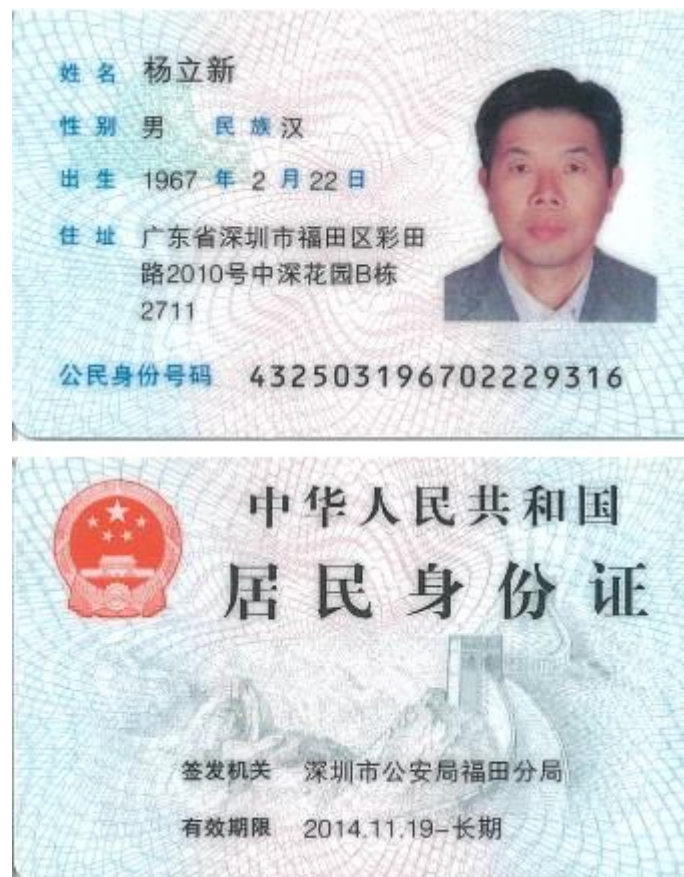 姓名 杨立新
性别 男 民族 汉
出生 1967 年 2 月 22 日
住址 广东省深圳市福田区彩田
路2010号中深花园B栋
2711
公民身份号码 432503196702229316
中华人民共和国
居民身份证
签发机关 深圳市公安局福田分局
有效期限 2014.11.19-长期